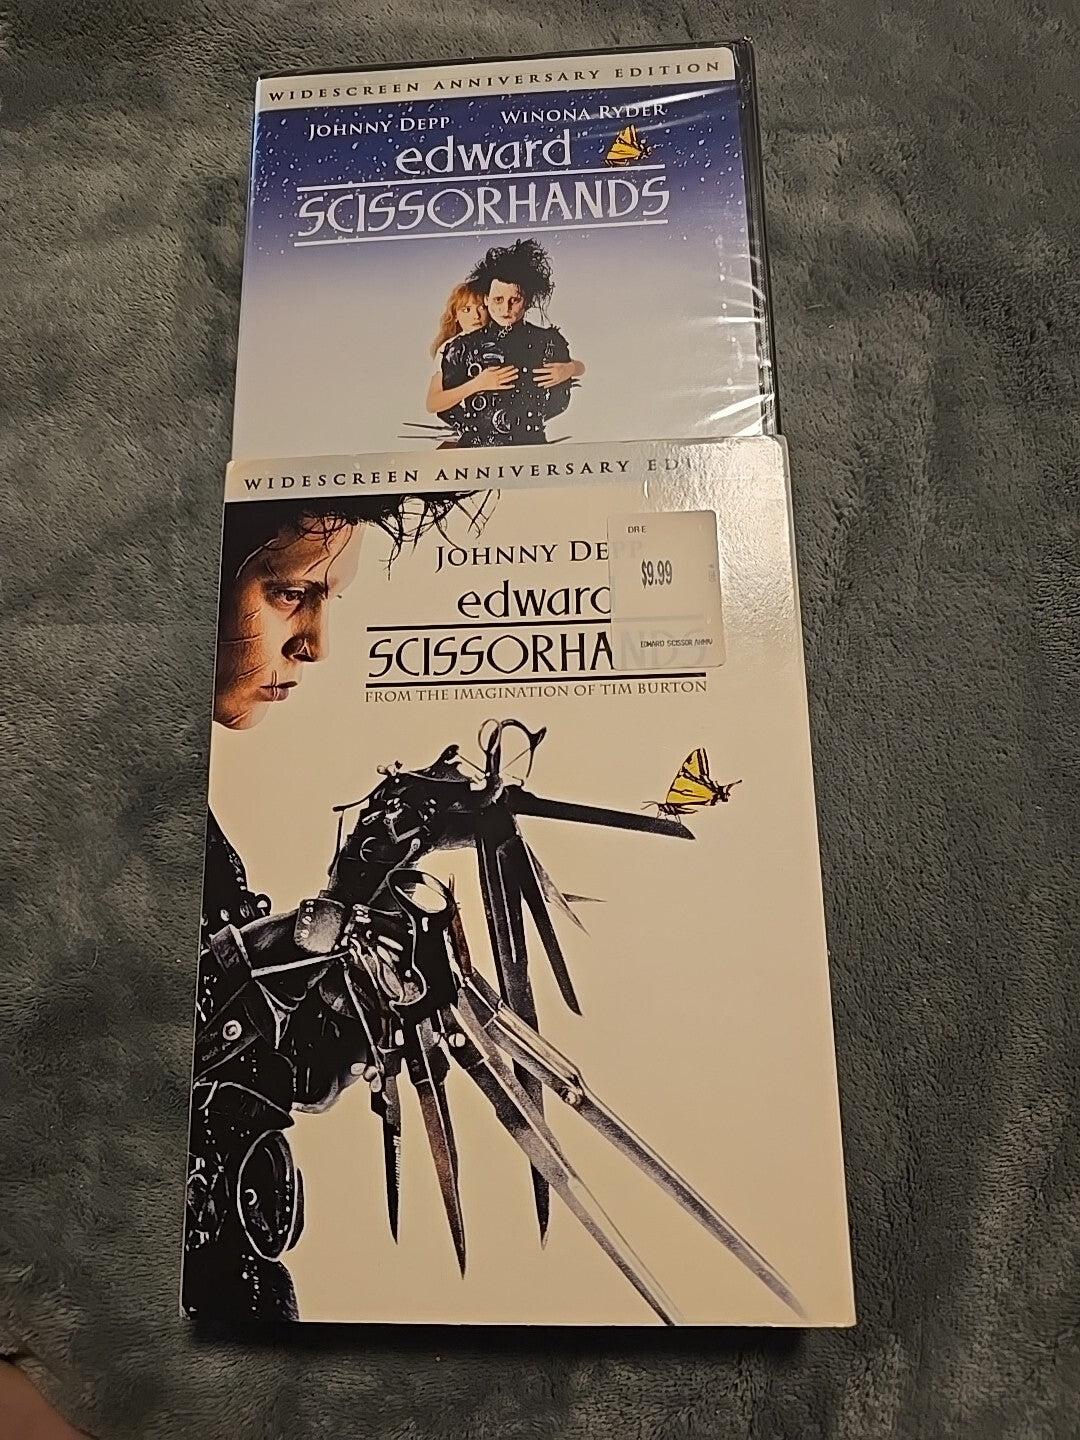 WIDESCREEN ANNIVERSARY EDITION
JOHNNY DEPP WINONA RYDER
edward
SCISSORHANDS
WIDESCREEN ANNIVERSARY EDI
JOHNNY DEPP
edward
SCISSORHANDS
FROM THE IMAGINATION OF TIM BURTON
$9.99
EDWARD SCISSOR